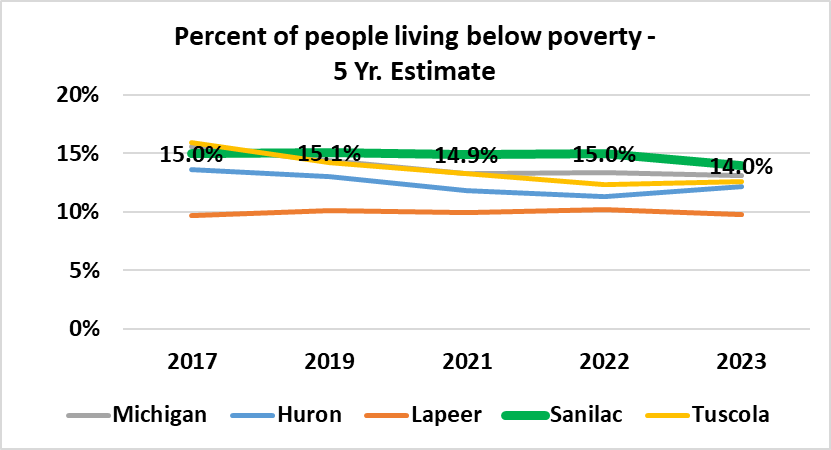 Percent of people living below poverty -
5 Yr. Estimate
20%
15%
10%
5%
0%
15.0% 15.1% 14.9% 15.0% 14.0%
2017 2019 2021 2022 2023
Michigan Huron Lapeer Sanilac Tuscola